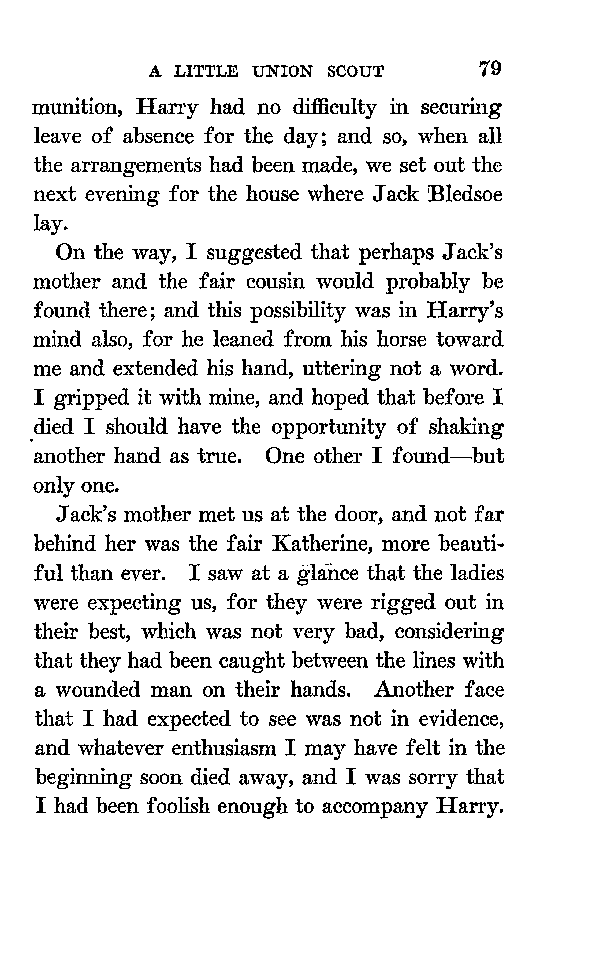 A LITTLE UNION SCOUT 79
munition, Harry had no difficulty in securing
leave of absence for the day; and so, when all
the arrangements had been made, we set out the
next evening for the house where Jack Bledsoe
lay.
On the way, I suggested that perhaps Jack's
mother and the fair cousin would probably be
found there; and this possibility was in Harry's
mind also, for he leaned from his horse toward
me and extended his hand, uttering not a word.
I gripped it with mine, and hoped that before I
died I should have the opportunity of shaking
another hand as true. One other I found—but
only one.
Jack's mother met us at the door, and not far
behind her was the fair Katherine, more beauti-
ful than ever. I saw at a glance that the ladies
were expecting us, for they were rigged out in
their best, which was not very bad, considering
that they had been caught between the lines with
a wounded man on their hands. Another face
that I had expected to see was not in evidence,
and whatever enthusiasm I may have felt in the
beginning soon died away, and I was sorry that
I had been foolish enough to accompany Harry.